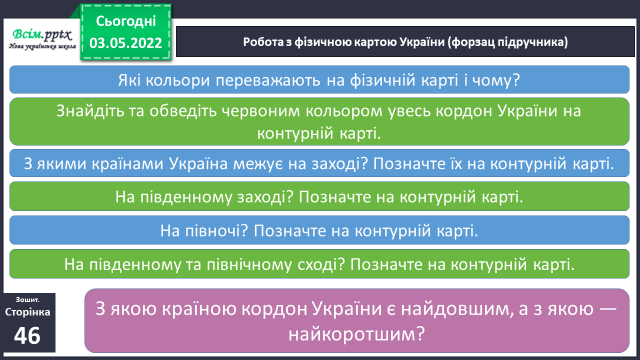 Всім.pptx
Нова українська школа
Сьогодні
03.05.2022
Робота з фізичною картою України (форзац підручника)
Які кольори переважають на фізичній карті і чому?
Знайдіть та обведіть червоним кольором увесь кордон України на
контурній карті.
З якими країнами Україна межує на заході? Позначте їх на контурній карті.
На південному заході? Позначте на контурній карті.
На півночі? Позначте на контурній карті.
На південному та північному сході? Позначте на контурній карті.
Зошит.
Сторінка
46
З якою країною кордон України є найдовшим, а з якою —
найкоротшим?